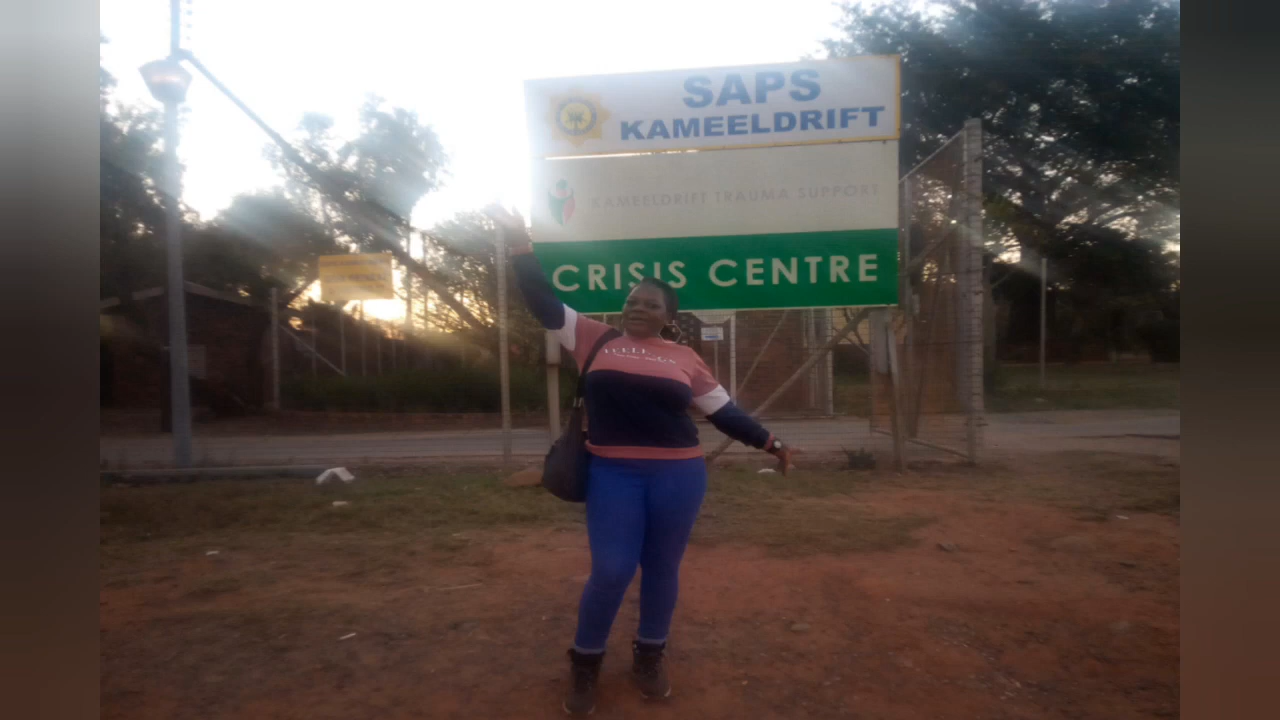 SAPS
KAMEELDRIFT
KAMEELDRIFT TRAUMA SUPPORT
CRISIS CENTRE